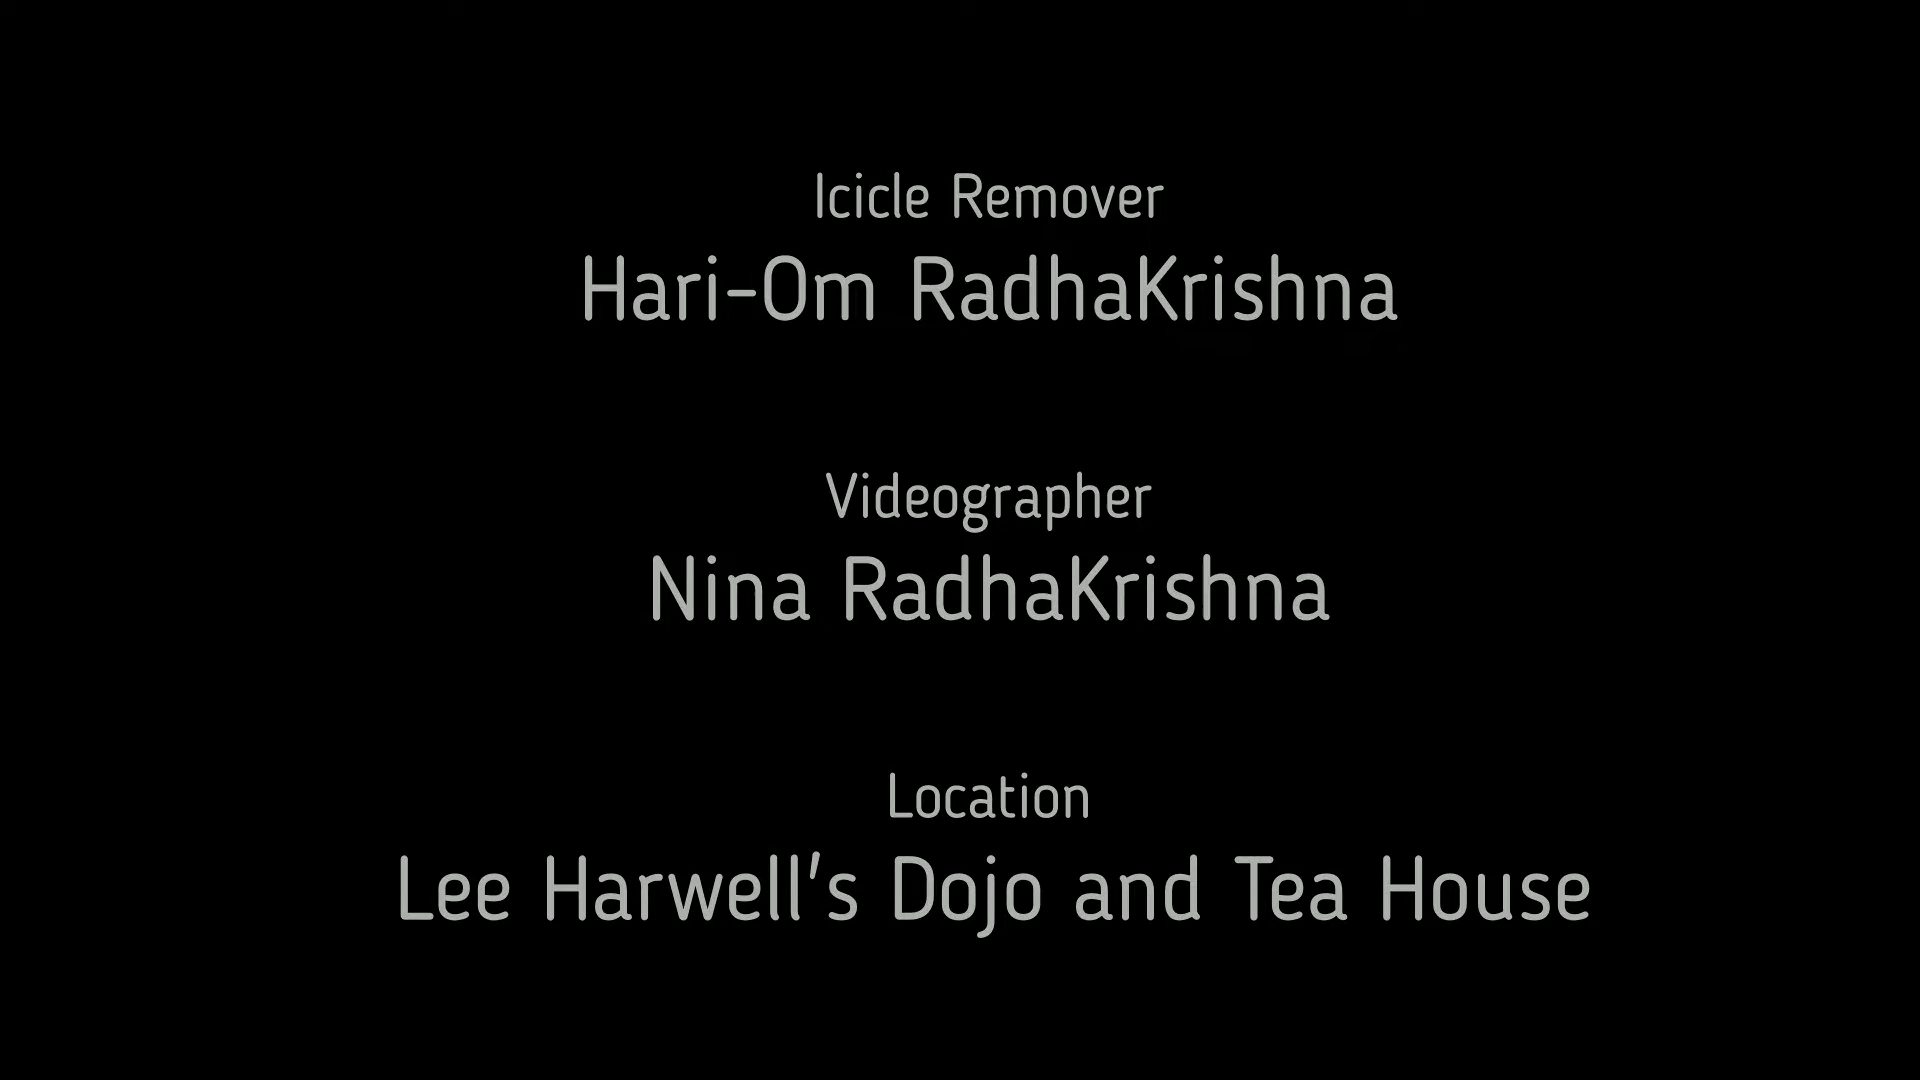 Icicle Remover
Hari-Om RadhaKrishna
Videographer
Nina RadhaKrishna
Location
Lee Harwell's Dojo and Tea House